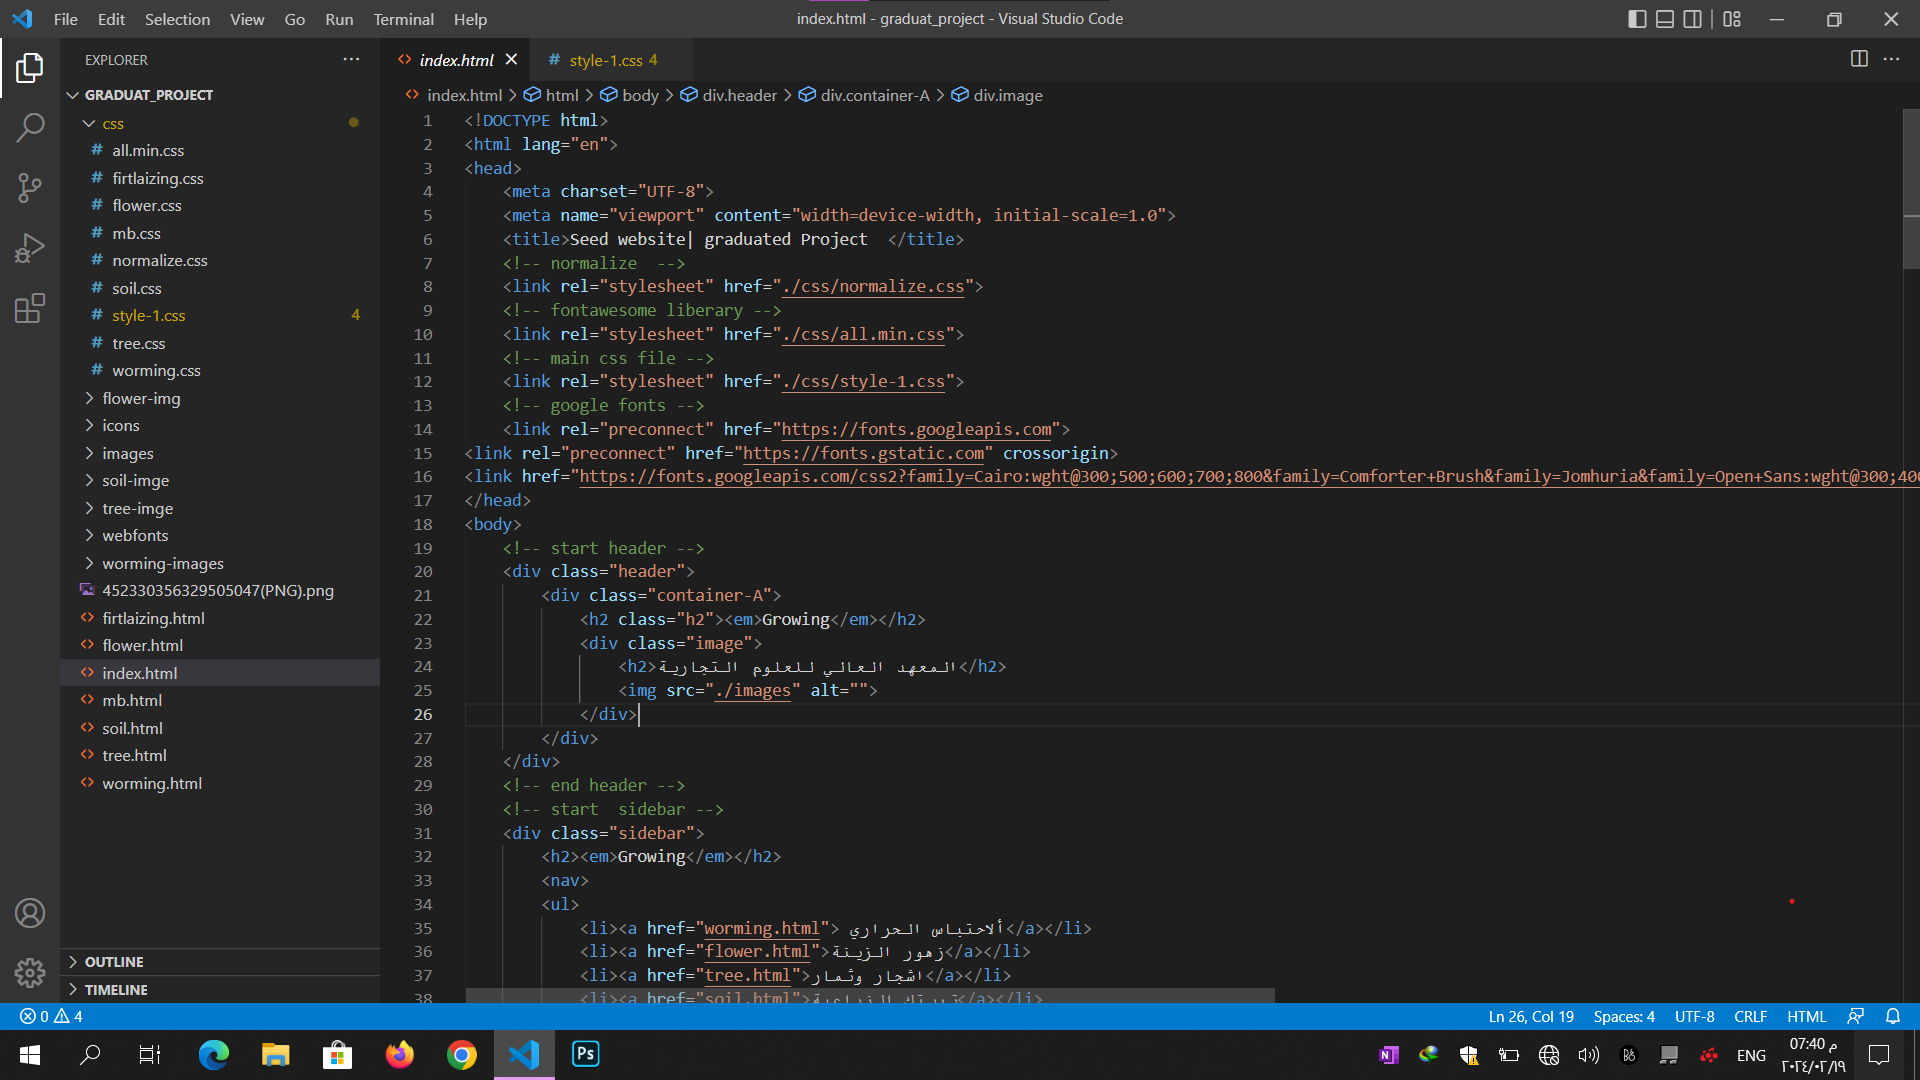 File Edit Selection View Go Run Terminal Help
index.html - graduat_project - Visual Studio Code
EXPLORER
GRADUAT_PROJECT
css
all.min.css
firtlaizing.css
flower.css
mb.css
normalize.css
soil.css
style-1.css 4
tree.css
worming.css
flower-img
icons
images
soil-imge
tree-imge
webfonts
worming-images
452330356329505047(PNG).png
firtlaizing.html
flower.html
index.html
mb.html
soil.html
tree.html
worming.html
OUTLINE
TIMELINE
index.html
style-1.css 4
index.html > html > body > div.header > div.container-A > div.image
1 <!DOCTYPE html>
2 <html lang="en">
3 <head>
4 <meta charset="UTF-8">
5 <meta name="viewport" content="width=device-width, initial-scale=1.0">
6 <title>Seed website| graduated Project  </title>
7 <!-- normalize  -->
8 <link rel="stylesheet" href="./css/normalize.css">
9 <!-- fontawesome liberary -->
10 <link rel="stylesheet" href="./css/all.min.css">
11 <!-- main css file -->
12 <link rel="stylesheet" href="./css/style-1.css">
13 <!-- google fonts -->
14 <link rel="preconnect" href="https://fonts.googleapis.com">
15 <link rel="preconnect" href="https://fonts.gstatic.com" crossorigin>
16 <link href="https://fonts.googleapis.com/css2?family=Cairo:wght@300;500;600;700;800&family=Comforter+Brush&family=Jomhuria&family=Open+Sans:wght@300;400
17 </head>
18 <body>
19 <!-- start header -->
20 <div class="header">
21 <div class="container-A">
22 <h2 class="h2"><em>Growing</em></h2>
23 <div class="image">
24 <h2>المعهد العالي للعلوم التجارية</h2>
25 <img src="./images" alt="">
26 </div>
27 </div>
28 </div>
29 <!-- end header -->
30 <!-- start  sidebar -->
31 <div class="sidebar">
32 <h2><em>Growing</em></h2>
33 <nav>
34 <ul>
35 <li><a href="worming.html"> ألاحتباس الحراري</a></li>
36 <li><a href="flower.html">زهور الزينة</a></li>
37 <li><a href="tree.html">اشجار وثمار</a></li>
38 <li><a href="soil.html">تربتك الزراعية</a></li>
0 4
Ln 26, Col 19 Spaces: 4 UTF-8 CRLF HTML
Ps
ENG
07:40 م
٢٠٢٤/٠٢/١٩